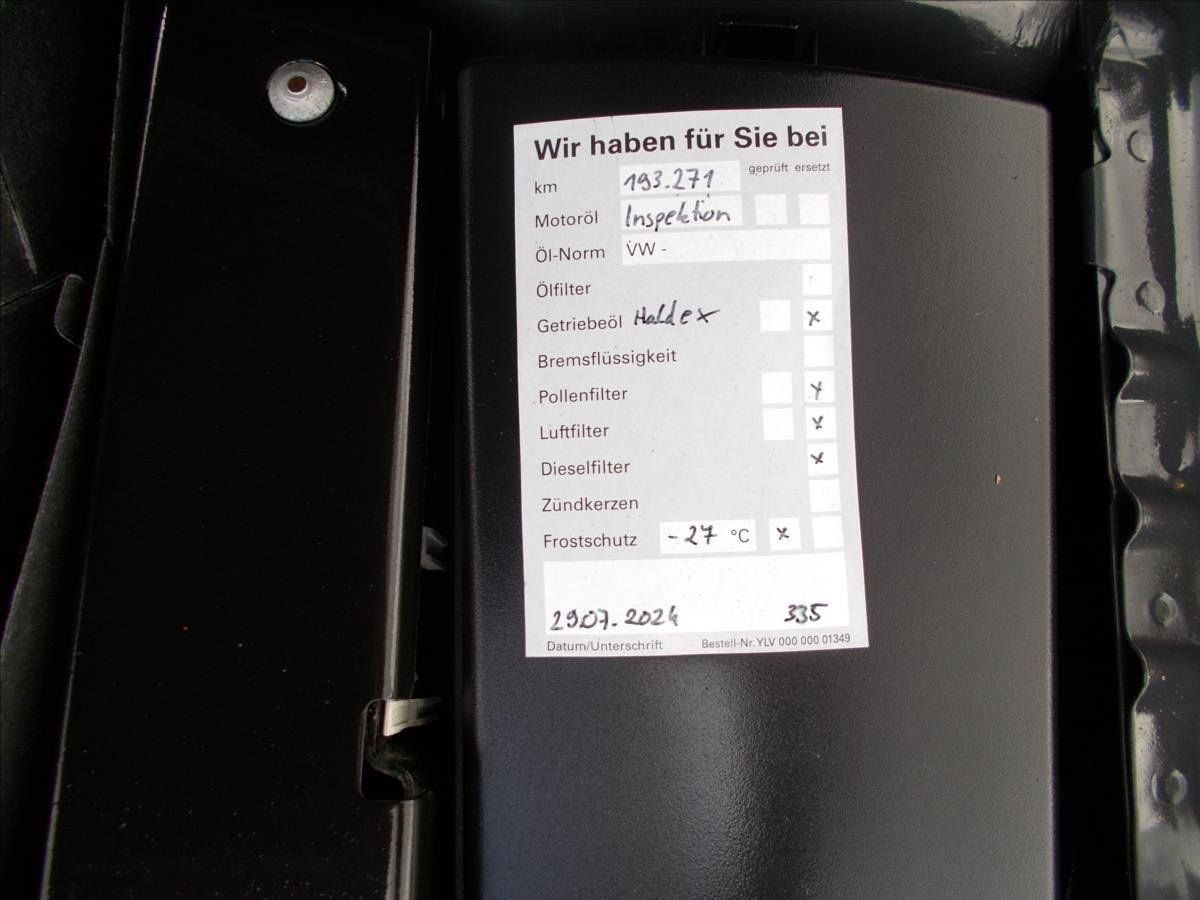 Wir haben für Sie bei
geprüft ersetzt
km 193.271
Motoröl Inspektion
Öl-Norm VW -
Ölfilter
Getriebeöl Haldex x
Bremsflüssigkeit
Pollenfilter x
Luftfilter x
Dieselfilter x
Zündkerzen
Frostschutz -27 °C x
29.07.2024 335
Datum/Unterschrift Bestell-Nr. YLV 000 000 01349